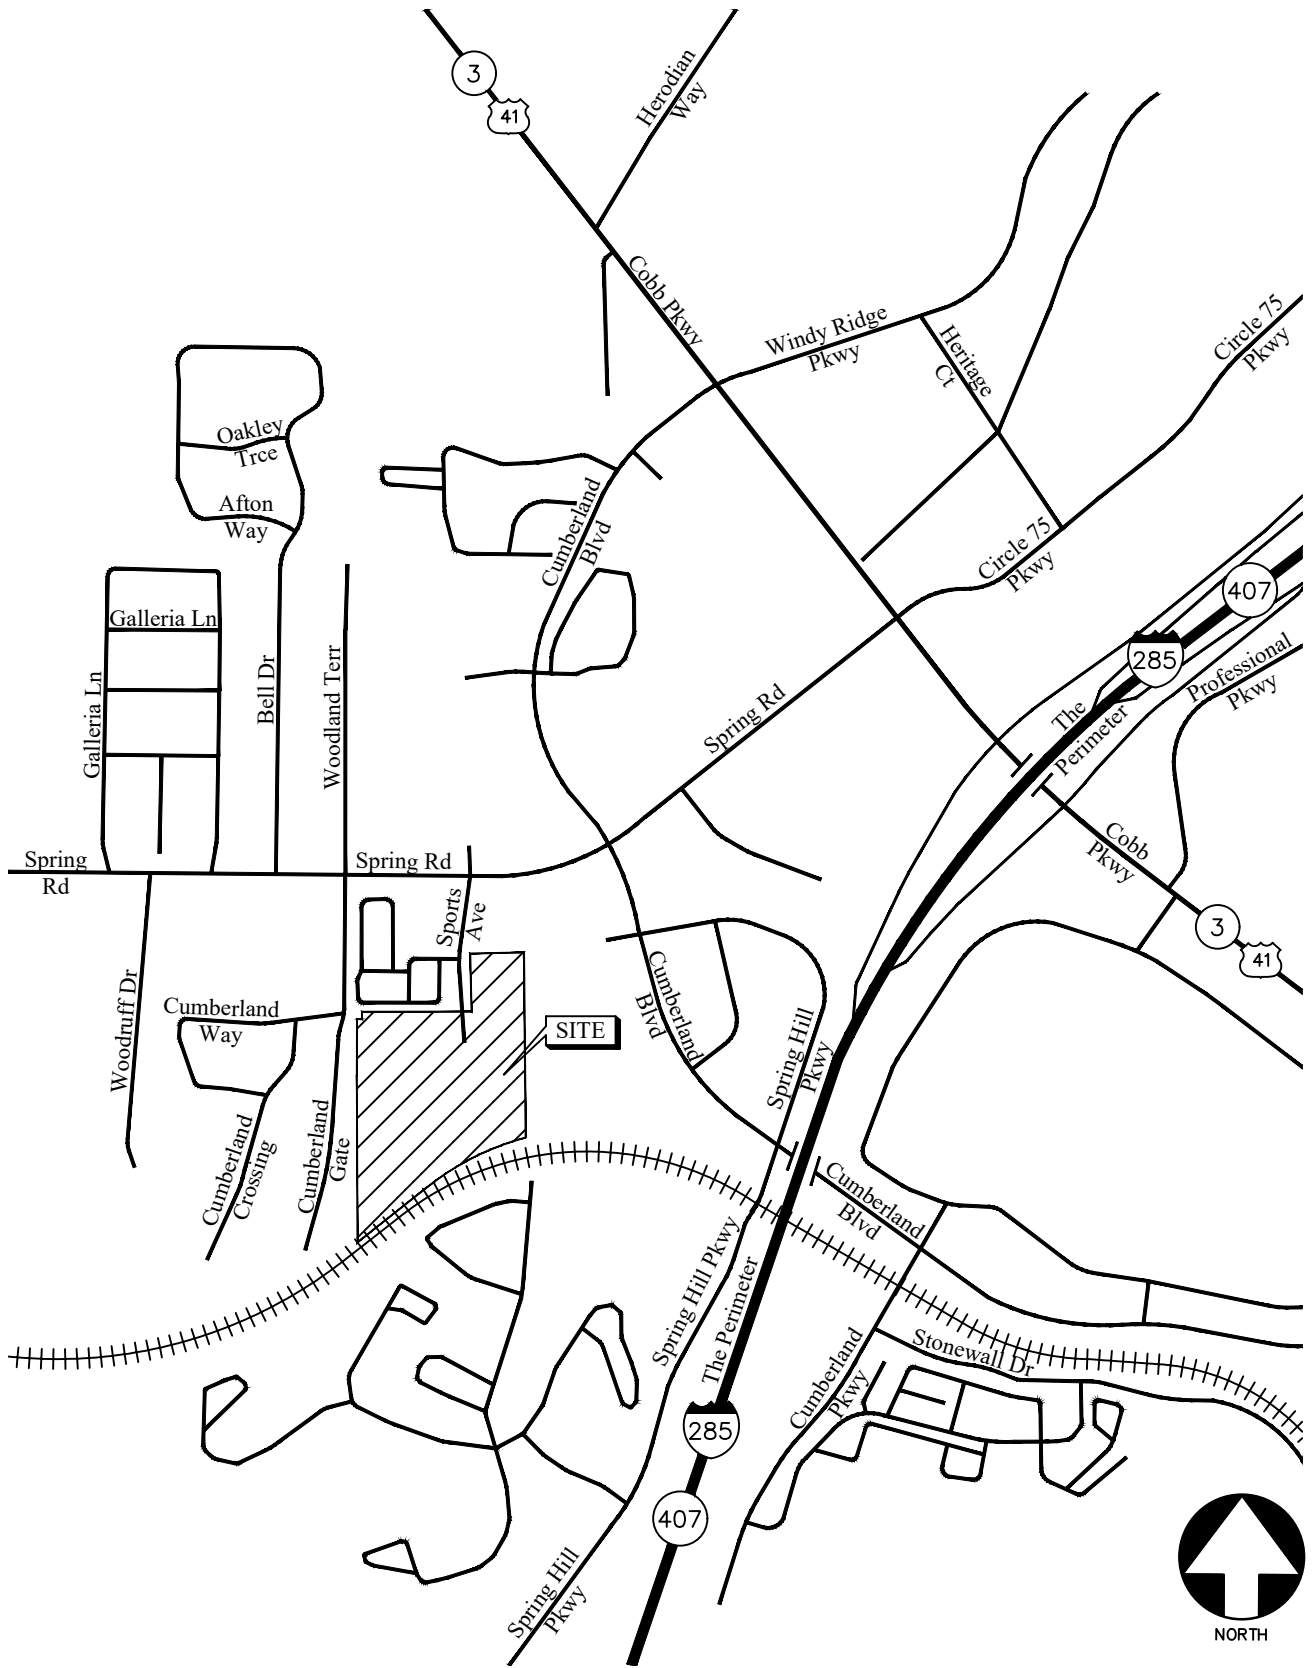 3
41
Herodian
Way
Cobb Pkwy
Windy Ridge
Pkwy
Heritage
Ct
Circle 75
Pkwy
Oakley
Trce
Afton
Way
Cumberland
Blvd
Circle 75
Pkwy
407
285
Professional
Pkwy
Galleria Ln
Galleria Ln
Bell Dr
Woodland Terr
Spring Rd
The
Perimeter
Cobb
Pkwy
3
41
Spring
Rd
Spring Rd
Sports
Ave
Woodruff Dr
Cumberland
Way
SITE
Cumberland
Blvd
Spring Hill
Pkwy
Cumberland
Crossing
Cumberland
Gate
Cumberland
Blvd
Spring Hill Pkwy
The Perimeter
Cumberland
Pkwy
Stonewall Dr
285
407
Spring Hill
Pkwy
NORTH